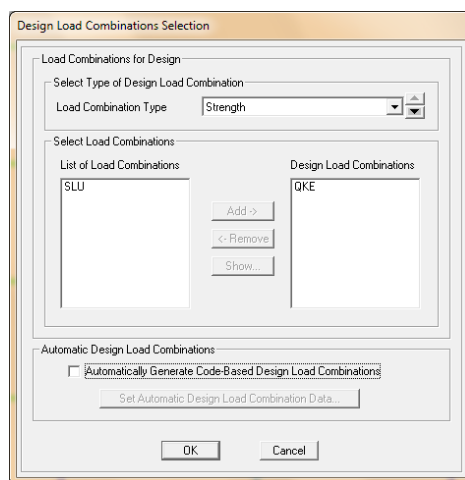 Design Load Combinations Selection
Load Combinations for Design
Select Type of Design Load Combination
Load Combination Type Strength
Select Load Combinations
List of Load Combinations Design Load Combinations
SLU QKE
Add ->
<- Remove
Show...
Automatic Design Load Combinations
Automatically Generate Code-Based Design Load Combinations
Set Automatic Design Load Combination Data...
OK Cancel